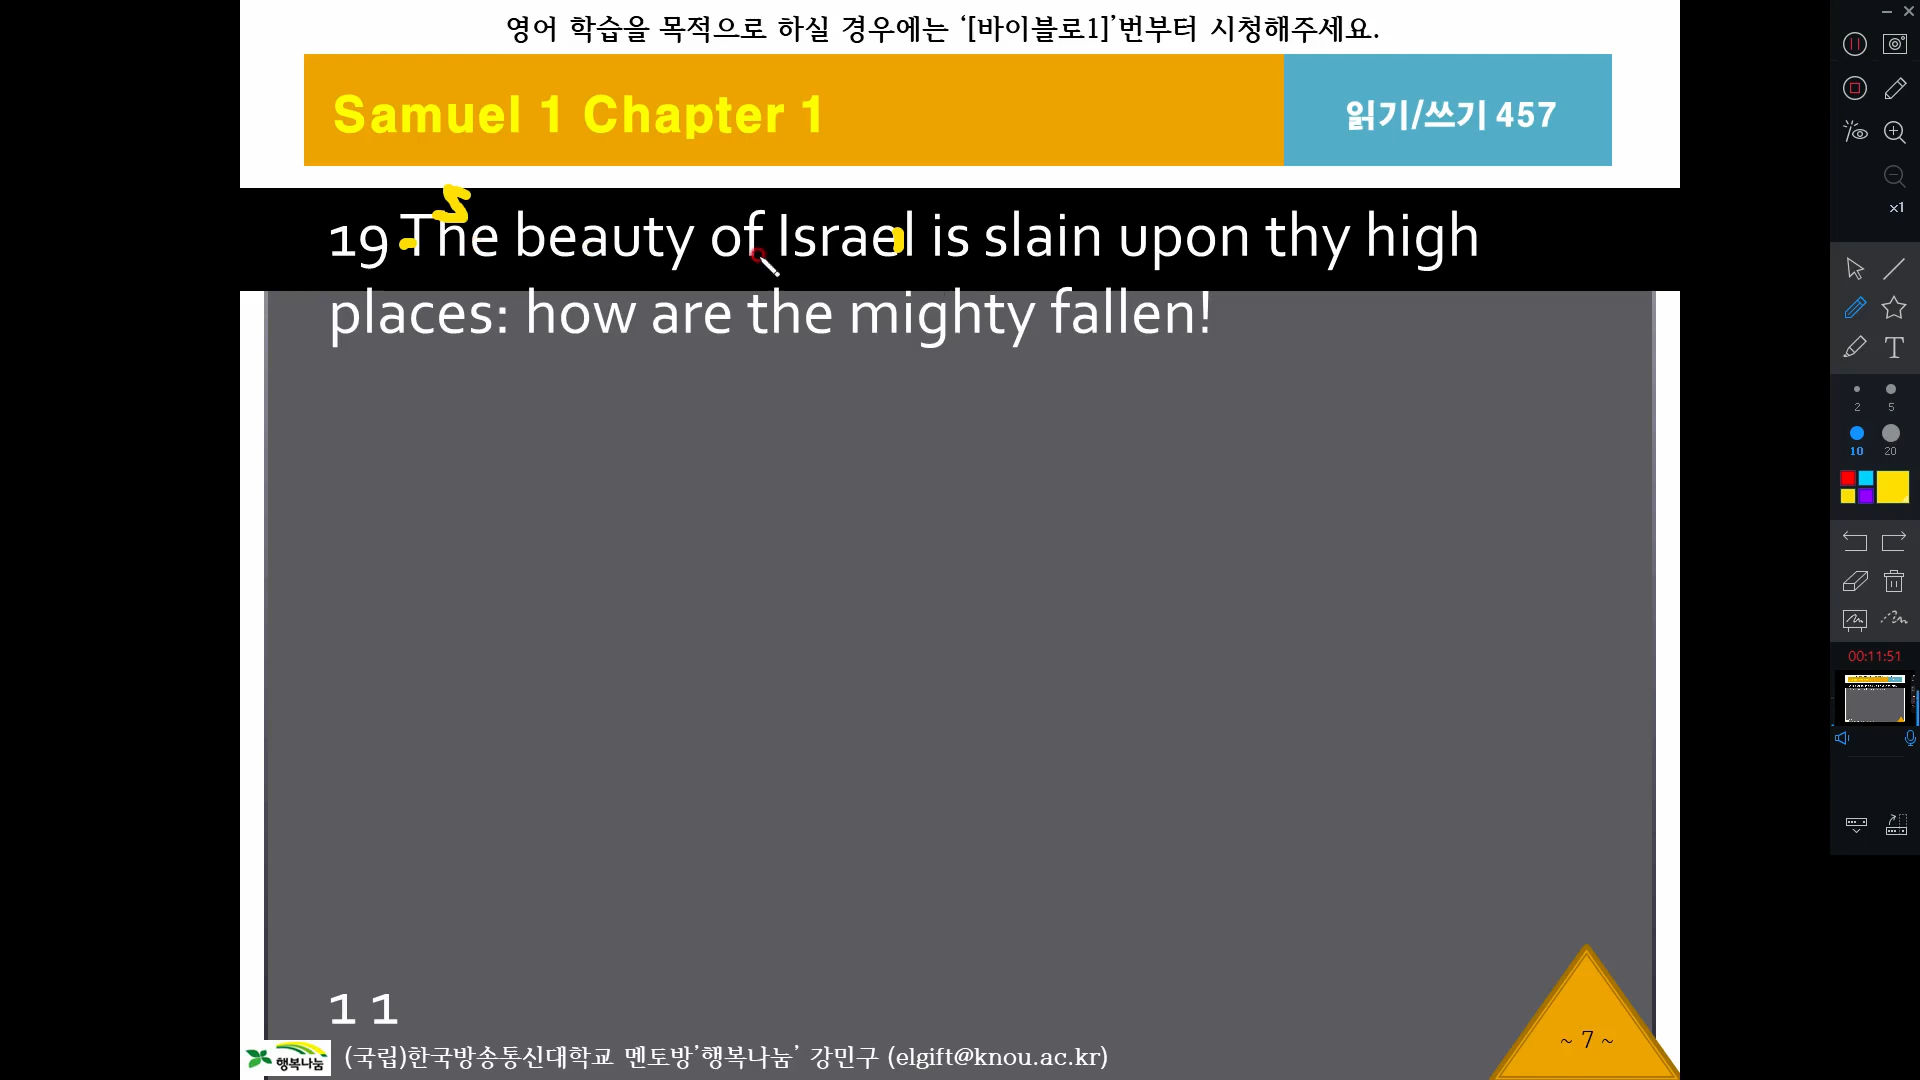 영어 학습을 목적으로 하실 경우에는 ‘[바이블로1]’번부터 시청해주세요.
Samuel 1 Chapter 1
읽기/쓰기 457
S
19 The beauty of Israel is slain upon thy high
places: how are the mighty fallen!
1 1
행복나눔
(국립)한국방송통신대학교 멘토방’행복나눔’ 강민구 (elgift@knou.ac.kr)
~ 7 ~
x1
T
2
5
10
20
00:11:51